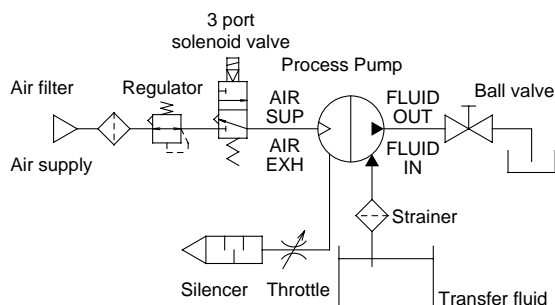 3 port
solenoid valve
Process Pump
Air filter
Regulator
AIR
SUP
FLUID
OUT
Ball valve
Air supply
AIR
EXH
FLUID
IN
Strainer
Silencer
Throttle
Transfer fluid